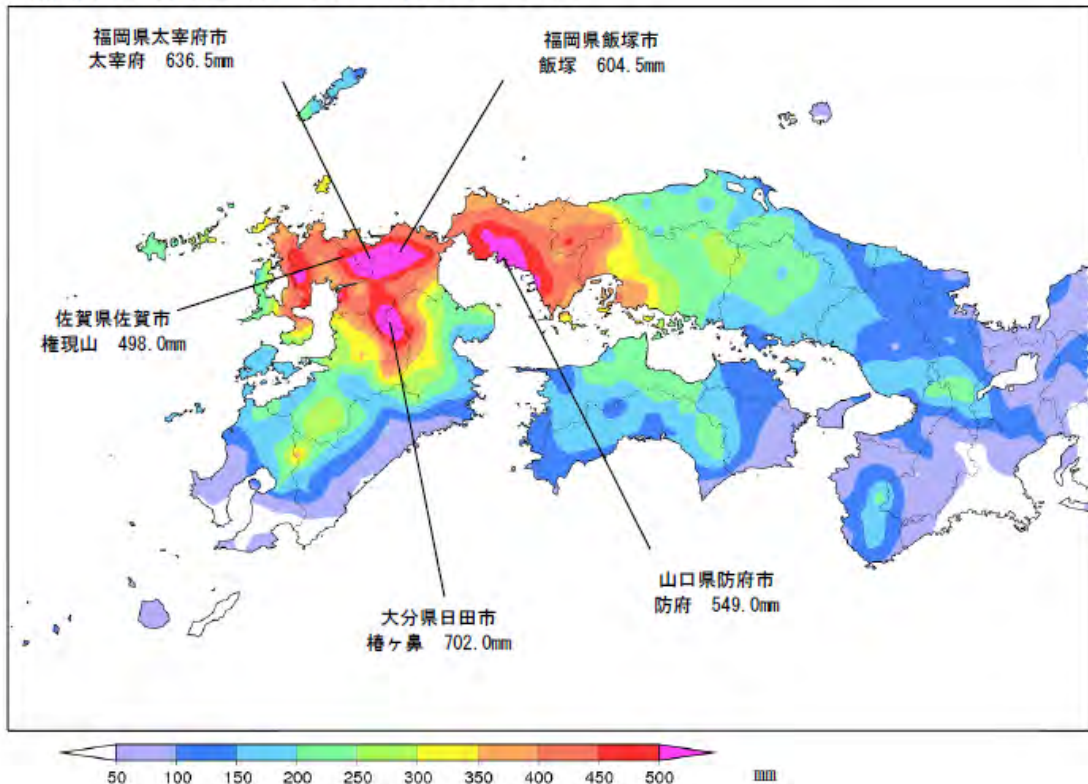 福岡県太宰府市
太宰府 636.5mm
福岡県飯塚市
飯塚 604.5mm
佐賀県佐賀市
権現山 498.0mm
山口県防府市
防府 549.0mm
大分県日田市
椿ヶ鼻 702.0mm
50 100 150 200 250 300 350 400 450 500 mm